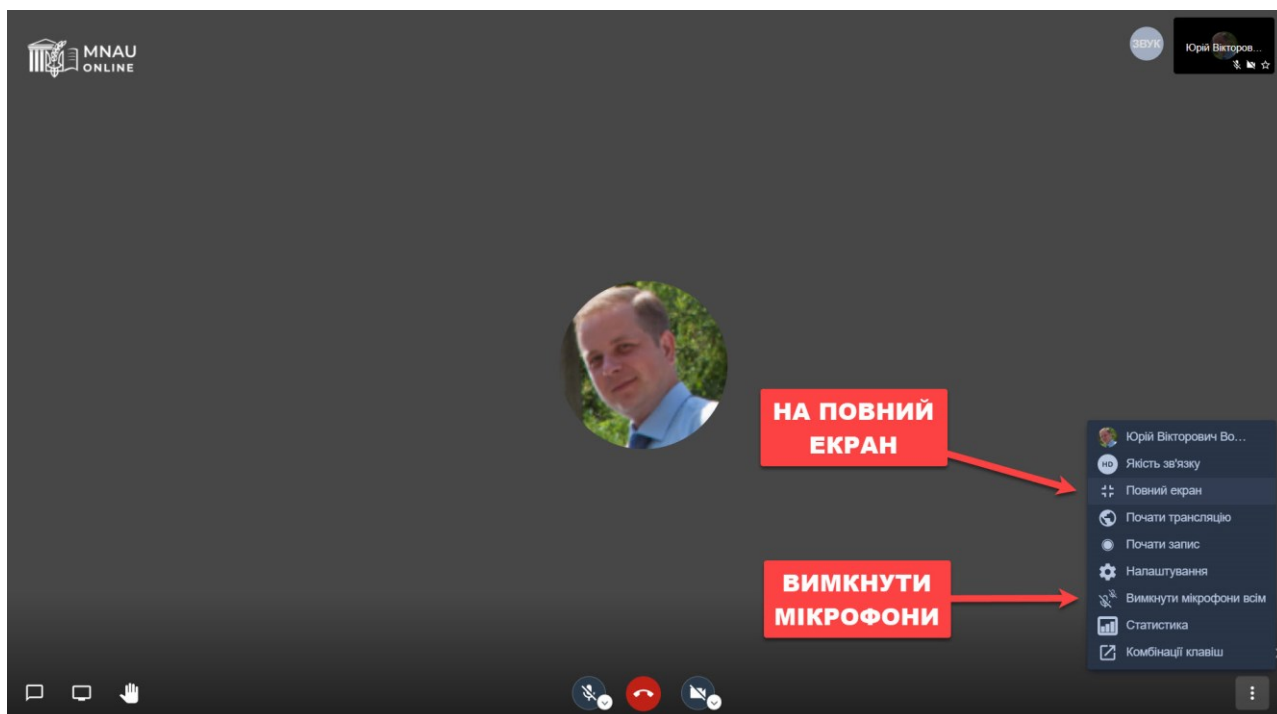 MNAU
ONLINE
ЗВУК
Юрій Вікторов...
НА ПОВНИЙ
ЕКРАН
Юрій Вікторович Во...
HD
Якість зв'язку
Повний екран
Почати трансляцію
Почати запис
Налаштування
ВИМКНУТИ
МІКРОФОНИ
Вимкнути мікрофони всім
Статистика
Комбінації клавіш